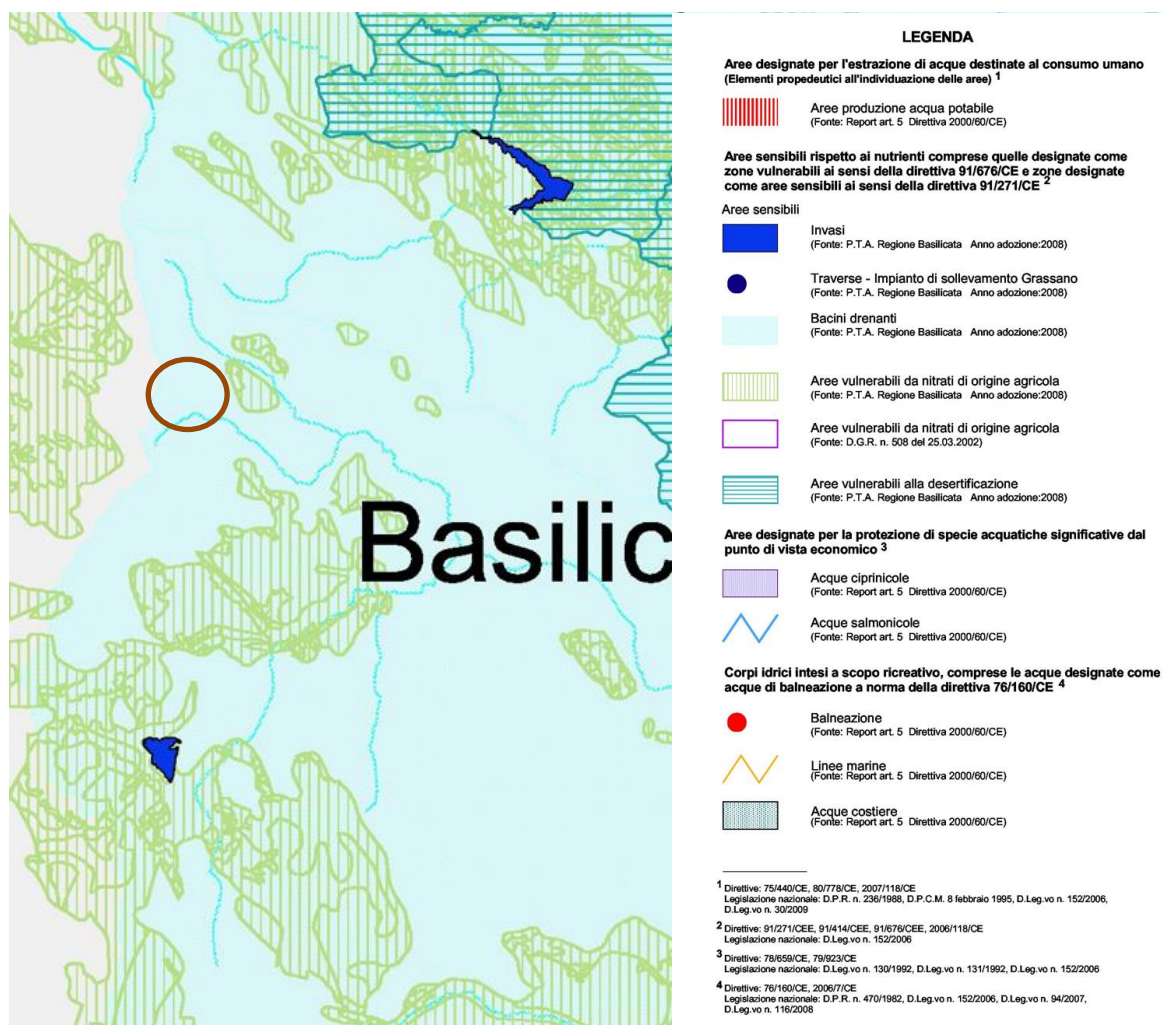 Basilic
LEGENDA
Aree designate per l'estrazione di acque destinate al consumo umano
(Elementi propedeutici all'individuazione delle aree) 1
Aree produzione acqua potabile
(Fonte: Report art. 5 Direttiva 2000/60/CE)
Aree sensibili rispetto ai nutrienti comprese quelle designate come
zone vulnerabili ai sensi della direttiva 91/676/CE e zone designate
come aree sensibili ai sensi della direttiva 91/271/CE 2
Aree sensibili
Invasi
(Fonte: P.T.A. Regione Basilicata Anno adozione:2008)
Traverse - Impianto di sollevamento Grassano
(Fonte: P.T.A. Regione Basilicata Anno adozione:2008)
Bacini drenanti
(Fonte: P.T.A. Regione Basilicata Anno adozione:2008)
Aree vulnerabili da nitrati di origine agricola
(Fonte: P.T.A. Regione Basilicata Anno adozione:2008)
Aree vulnerabili da nitrati di origine agricola
(Fonte: D.G.R. n. 508 del 25.03.2002)
Aree vulnerabili alla desertificazione
(Fonte: P.T.A. Regione Basilicata Anno adozione:2008)
Aree designate per la protezione di specie acquatiche significative dal
punto di vista economico 3
Acque ciprinicole
(Fonte: Report art. 5 Direttiva 2000/60/CE)
Acque salmonicole
(Fonte: Report art. 5 Direttiva 2000/60/CE)
Corpi idrici intesi a scopo ricreativo, comprese le acque designate come
acque di balneazione a norma della direttiva 76/160/CE 4
Balneazione
(Fonte: Report art. 5 Direttiva 2000/60/CE)
Linee marine
(Fonte: Report art. 5 Direttiva 2000/60/CE)
Acque costiere
(Fonte: Report art. 5 Direttiva 2000/60/CE)
1 Direttive: 75/440/CE, 80/778/CE, 2007/118/CE
Legislazione nazionale: D.P.R. n. 236/1988, D.P.C.M. 8 febbraio 1995, D.Leg.vo n. 152/2006,
D.Leg.vo n. 30/2009
2 Direttive: 91/271/CEE, 91/414/CEE, 91/676/CEE, 2006/118/CE
Legislazione nazionale: D.Leg.vo n. 152/2006
3 Direttive: 78/659/CE, 79/923/CE
Legislazione nazionale: D.Leg.vo n. 130/1992, D.Leg.vo n. 131/1992, D.Leg.vo n. 152/2006
4 Direttive: 76/160/CE, 2006/7/CE
Legislazione nazionale: D.P.R. n. 470/1982, D.Leg.vo n. 152/2006, D.Leg.vo n. 94/2007,
D.Leg.vo n. 116/2008